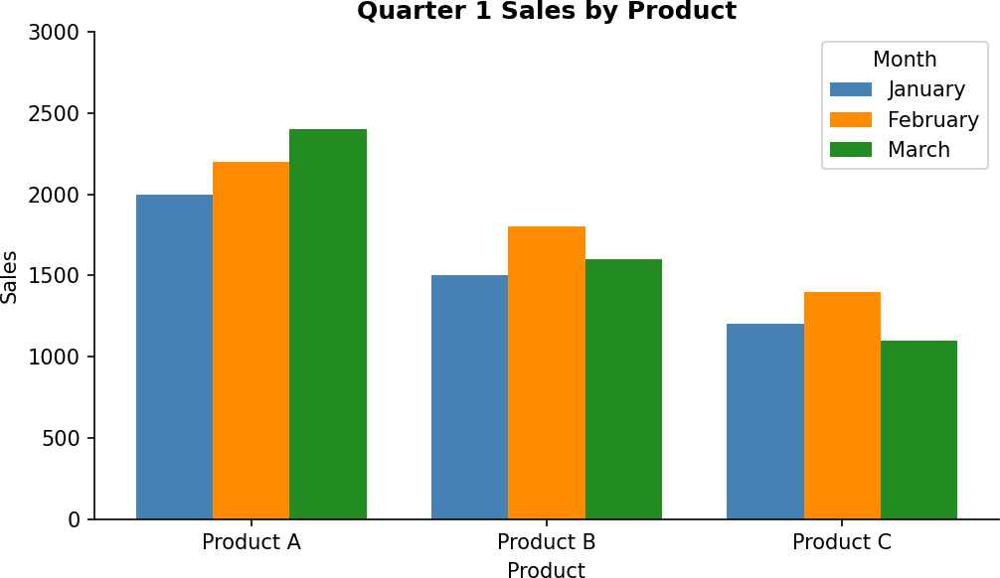 Quarter 1 Sales by Product
3000
2500
2000
1500
1000
500
0
Sales
Month
January
February
March
Product A
Product B
Product C
Product